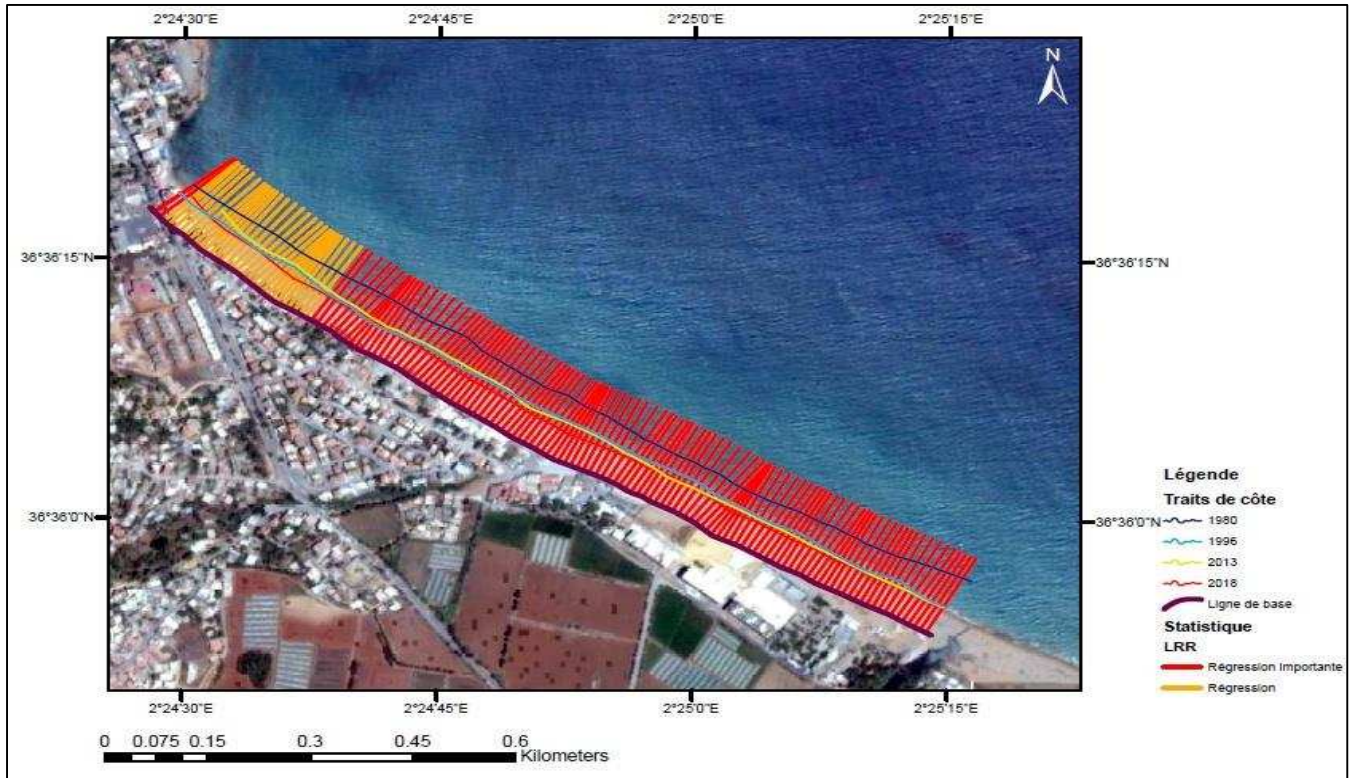 2°24'30"E 2°24'45"E 2°25'0"E 2°25'15"E
N
36°36'15"N 36°36'15"N
36°36'0"N 36°36'0"N
Légende
Traits de côte
1980
1996
2013
2018
Ligne de base
Statistique
LRR
Régression Importante
Régression
2°24'30"E 2°24'45"E 2°25'0"E 2°25'15"E
0 0.075 0.15 0.3 0.45 0.6
Kilometers